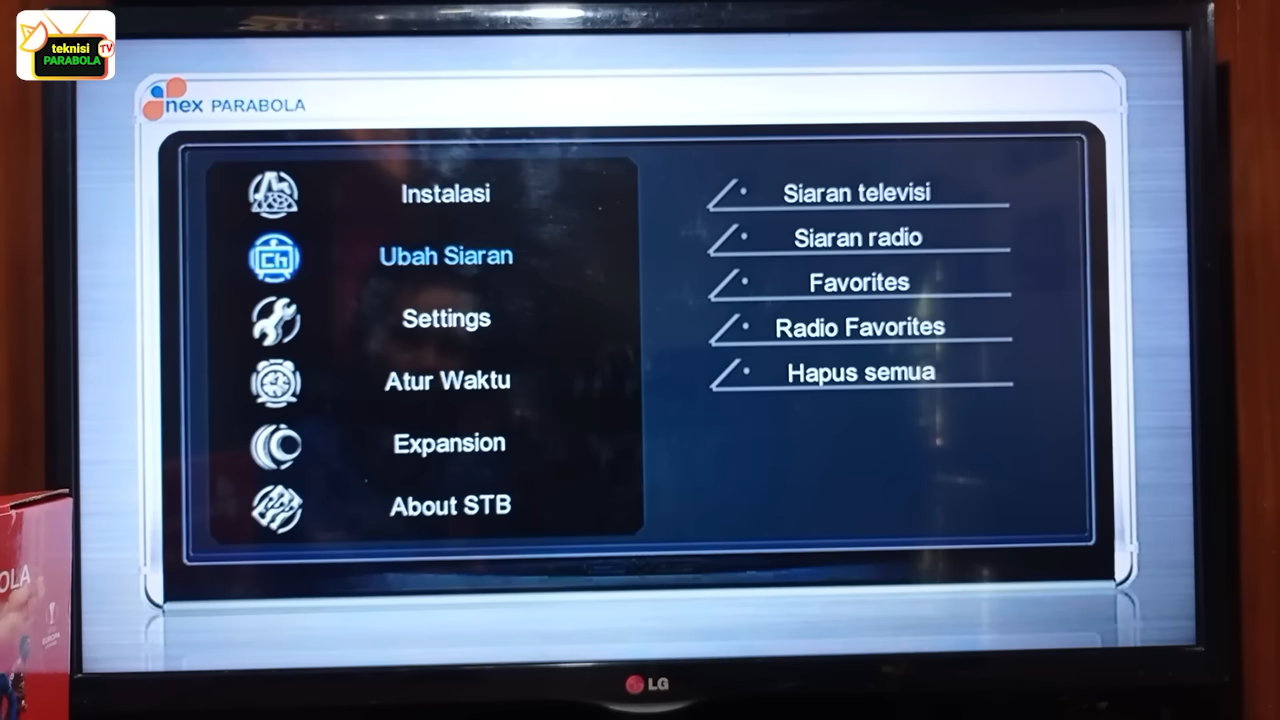 teknisi
TV
PARABOLA
nex PARABOLA
Instalasi
Ubah Siaran
Settings
Atur Waktu
Expansion
About STB
Siaran televisi
Siaran radio
Favorites
Radio Favorites
Hapus semua
OLA
LG